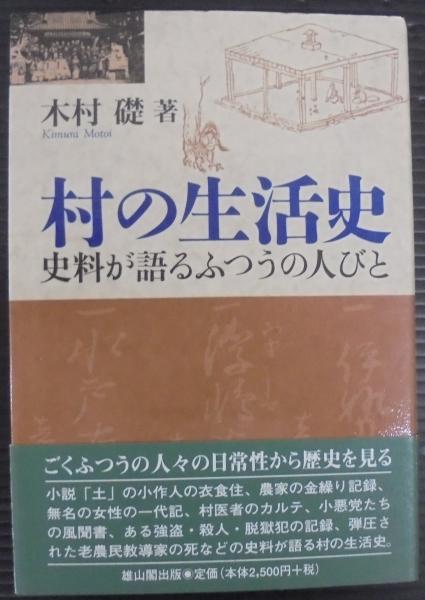 木村 礎 著
Kimura Motoi
村の生活史
史料が語るふつうの人びと
ごくふつうの人々の日常性から歴史を見る
小説「土」の小作人の衣食住、農家の金繰り記録、
無名の女性の一代記、村医者のカルテ、小悪党たち
の風聞書、ある強盗・殺人・脱獄犯の記録、弾圧さ
れた老農民教導家の死などの史料が語る村の生活史。
雄山閣出版◉定価(本体2,500円+税)